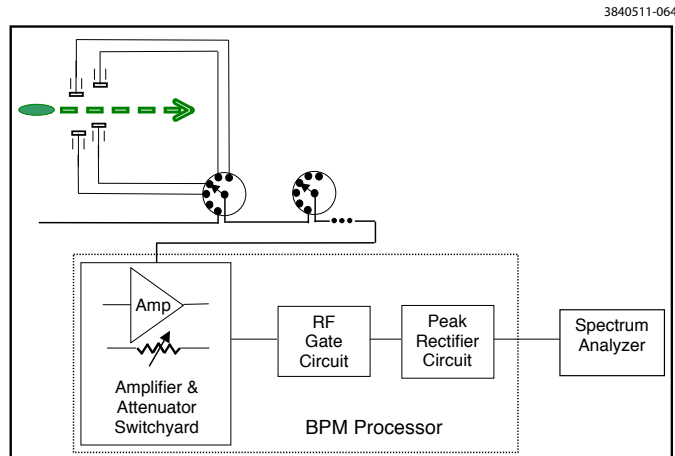 3840511-064
Amp
Amplifier &
Attenuator
Switchyard
RF
Gate
Circuit
Peak
Rectifier
Circuit
Spectrum
Analyzer
BPM Processor